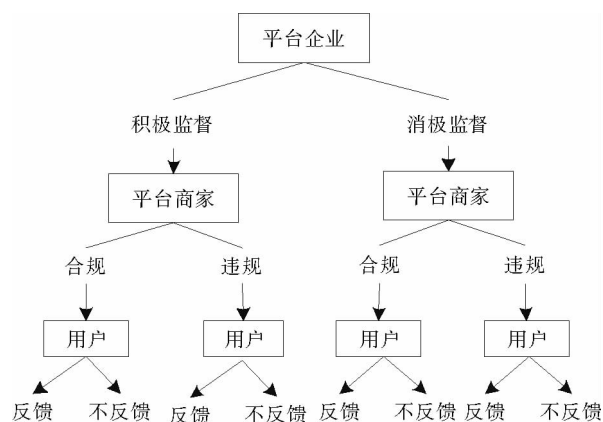 平台企业
积极监督 消极监督
平台商家 平台商家
合规 违规 合规 违规
用户 用户 用户 用户
反馈 不反馈 反馈 不反馈 反馈 不反馈 反馈 不反馈